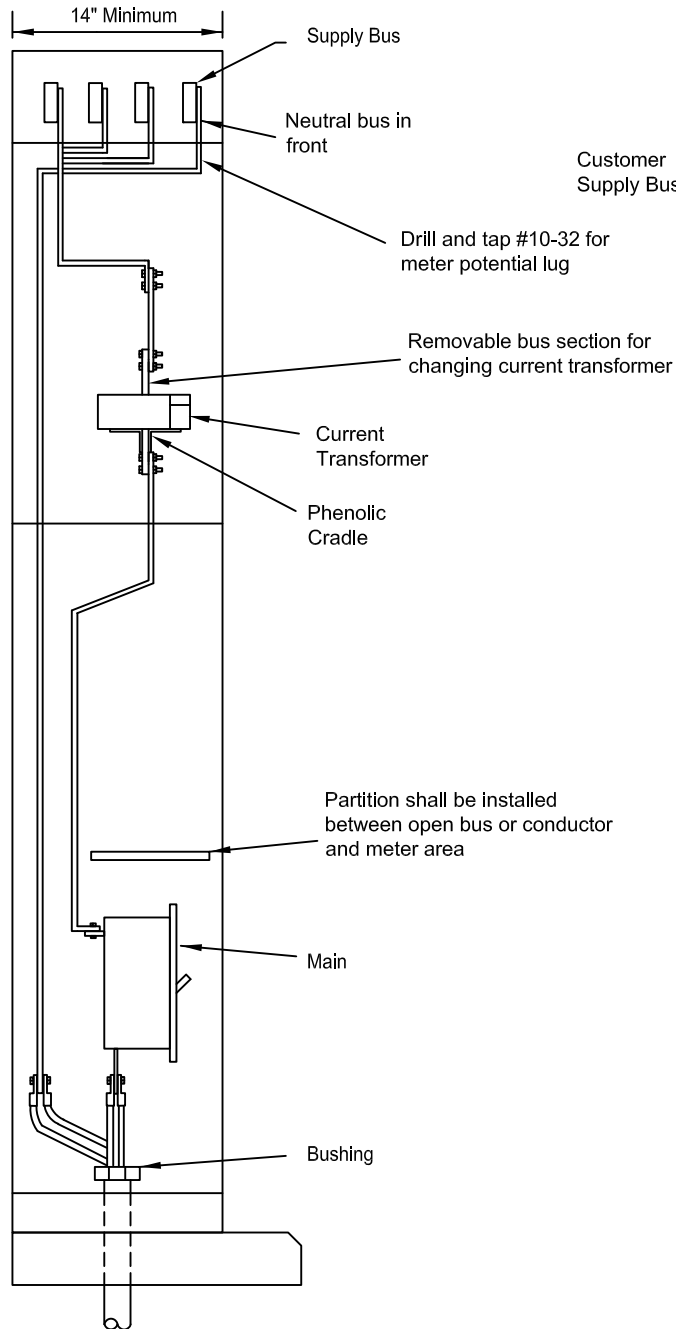 14" Minimum
Supply Bus
Neutral bus in
front
Customer
Supply Bus
Drill and tap #10-32 for
meter potential lug
Removable bus section for
changing current transformer
Current
Transformer
Phenolic
Cradle
Partition shall be installed
between open bus or conductor
and meter area
Main
Bushing